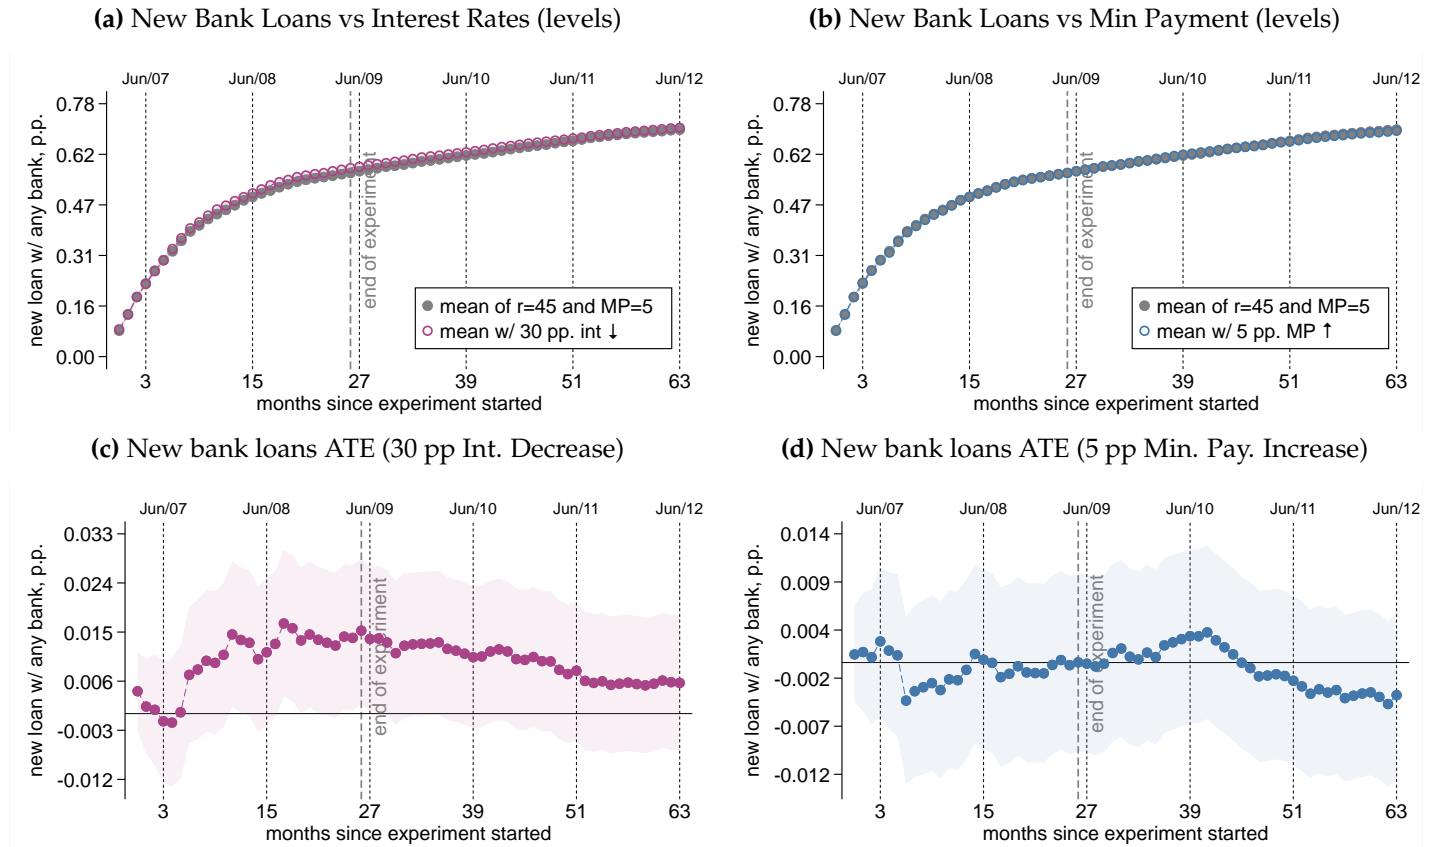 (a) New Bank Loans vs Interest Rates (levels)
Jun/07 Jun/08 Jun/09 Jun/10 Jun/11 Jun/12
new loan w/ any bank, p.p.
0.78
0.62
0.47
0.31
0.16
0.00
end of experiment
mean of r=45 and MP=5
mean w/ 30 pp. int ↓
3 15 27 39 51 63
months since experiment started
(b) New Bank Loans vs Min Payment (levels)
Jun/07 Jun/08 Jun/09 Jun/10 Jun/11 Jun/12
new loan w/ any bank, p.p.
0.78
0.62
0.47
0.31
0.16
0.00
end of experiment
mean of r=45 and MP=5
mean w/ 5 pp. MP ↑
3 15 27 39 51 63
months since experiment started
(c) New bank loans ATE (30 pp Int. Decrease)
Jun/07 Jun/08 Jun/09 Jun/10 Jun/11 Jun/12
new loan w/ any bank, p.p.
0.033
0.024
0.015
0.006
-0.003
-0.012
end of experiment
3 15 27 39 51 63
months since experiment started
(d) New bank loans ATE (5 pp Min. Pay. Increase)
Jun/07 Jun/08 Jun/09 Jun/10 Jun/11 Jun/12
new loan w/ any bank, p.p.
0.014
0.009
0.004
-0.002
-0.007
-0.012
end of experiment
3 15 27 39 51 63
months since experiment started